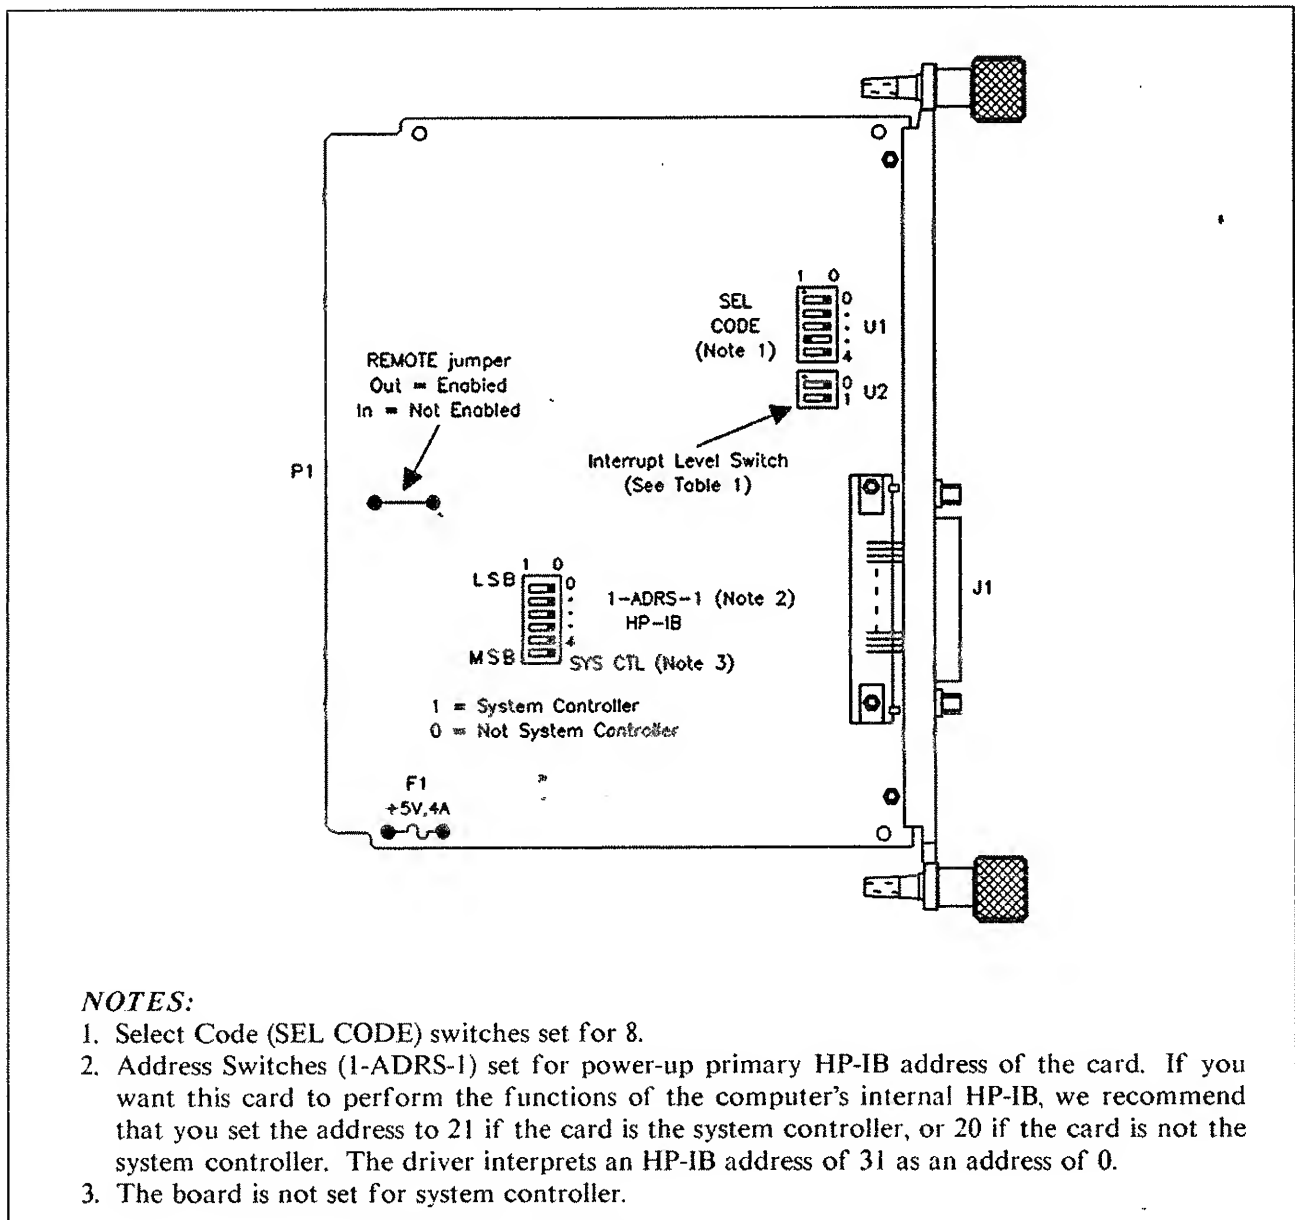 1 0
SEL
CODE
(Note 1)
0
4
U1
0
1
U2
REMOTE jumper
Out = Enabled
In = Not Enabled
P1
Interrupt Level Switch
(See Table 1)
J1
1 0
LSB
0
4
MSB
1-ADRS-1 (Note 2)
HP-IB
SYS CTL (Note 3)
1 = System Controller
0 = Not System Controller
F1
+5V,4A
NOTES:
1. Select Code (SEL CODE) switches set for 8.
2. Address Switches (1-ADRS-1) set for power-up primary HP-IB address of the card. If you
want this card to perform the functions of the computer's internal HP-IB, we recommend
that you set the address to 21 if the card is the system controller, or 20 if the card is not the
system controller. The driver interprets an HP-IB address of 31 as an address of 0.
3. The board is not set for system controller.